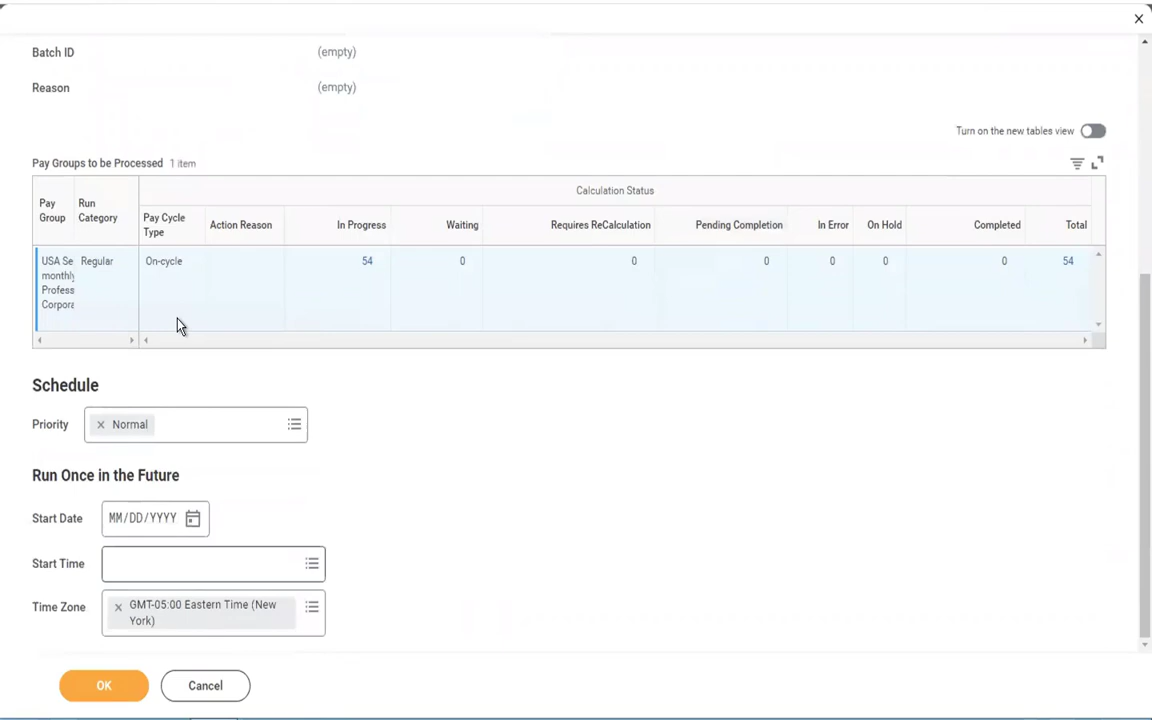 Batch ID (empty)
Reason (empty)
Turn on the new tables view
Pay Groups to be Processed 1 item
Calculation Status
Pay Group Run Category Pay Cycle Type Action Reason In Progress Waiting Requires ReCalculation Pending Completion In Error On Hold Completed Total
USA Se Regular On-cycle 54 0 0 0 0 0 0 54
monthly
Profess
Corpora
Schedule
Priority × Normal
Run Once in the Future
Start Date MM/DD/YYYY
Start Time
Time Zone × GMT-05:00 Eastern Time (New
York)
OK Cancel